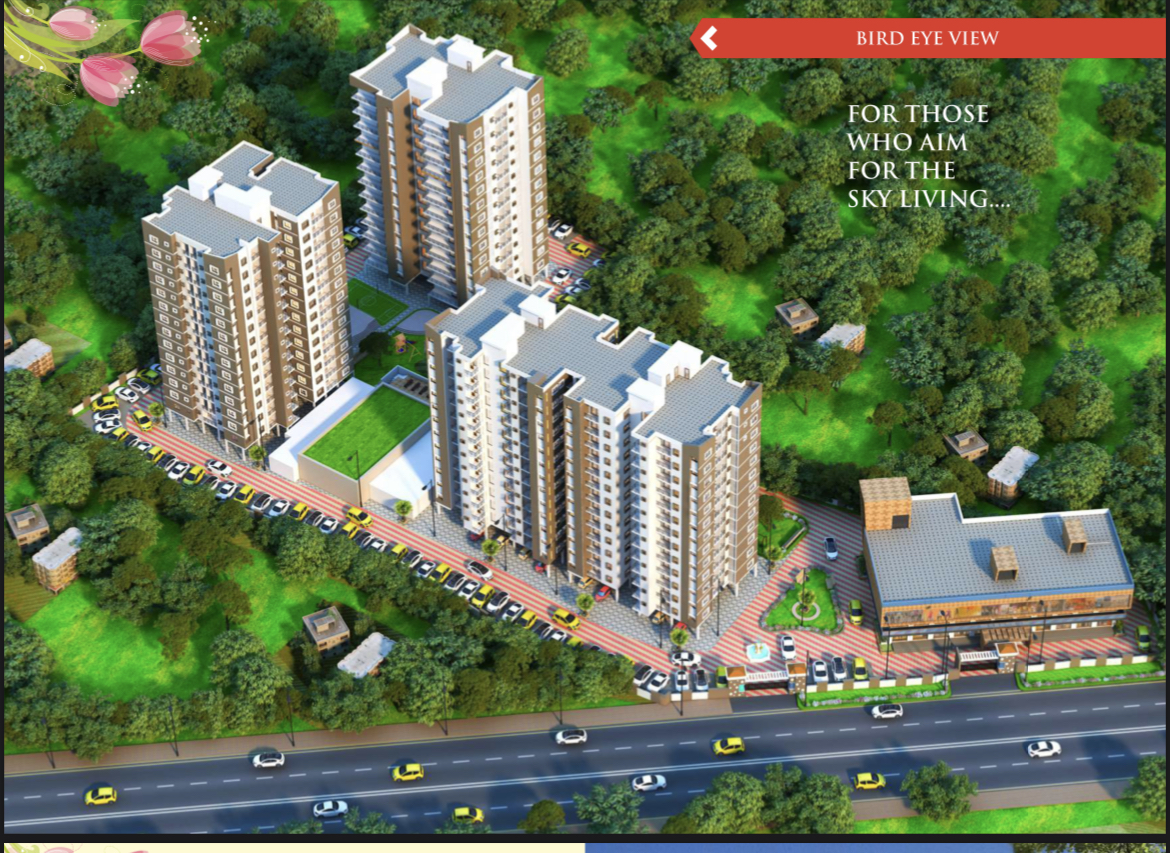 BIRD EYE VIEW
FOR THOSE
WHO AIM
FOR THE
SKY LIVING....